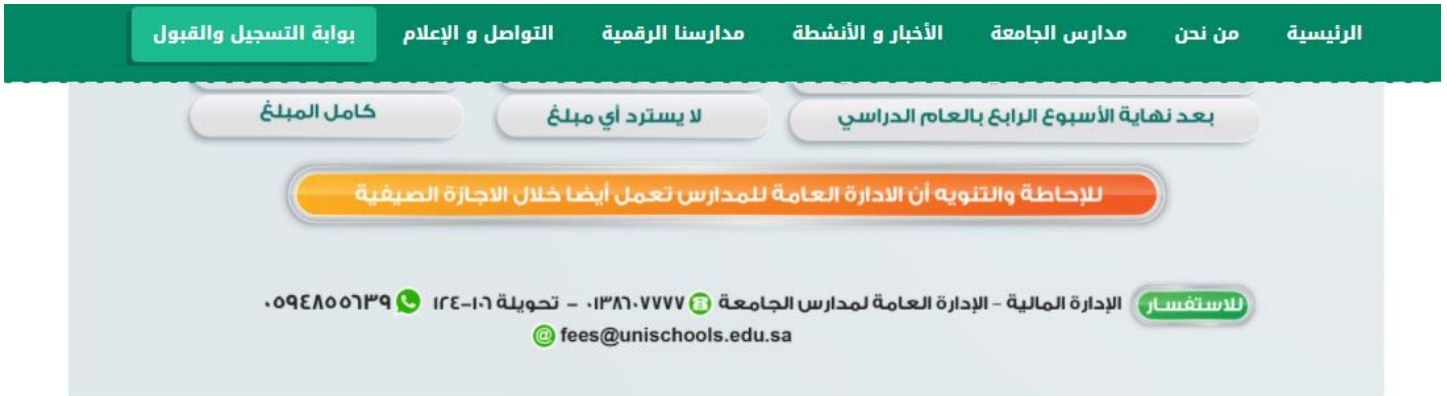 الرئيسية من نحن مدارس الجامعة الأخبار و الأنشطة مدارسنا الرقمية التواصل و الإعلام بوابة التسجيل والقبول
بعد نهاية الأسبوع الرابع بالعام الدراسي لا يسترد أي مبلغ كامل المبلغ
للإحاطة والتنويه أن الادارة العامة للمدارس تعمل أيضا خلال الاجازة الصيفية
للاستفسار الإدارة المالية – الإدارة العامة لمدارس الجامعة ٠١٣٨٦٠٧٧٧٧ – تحويلة ١٠٦-١٢٤ ٠٥٩٤٨٥٥٦٣٩
@ fees@unischools.edu.sa